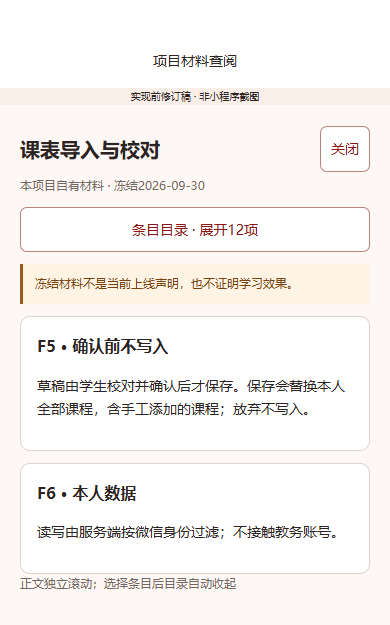 项目材料查阅
实现前修订稿 · 非小程序截图
课表导入与校对
关闭
本项目自有材料 · 冻结2026-09-30
条目目录 · 展开12项
冻结材料不是当前上线声明，也不证明学习效果。
F5 • 确认前不写入
草稿由学生校对并确认后才保存。保存会替换本人
全部课程，含手工添加的课程；放弃不写入。
F6 • 本人数据
读写由服务端按微信身份过滤；不接触教务账号。
正文独立滚动；选择条目后目录自动收起